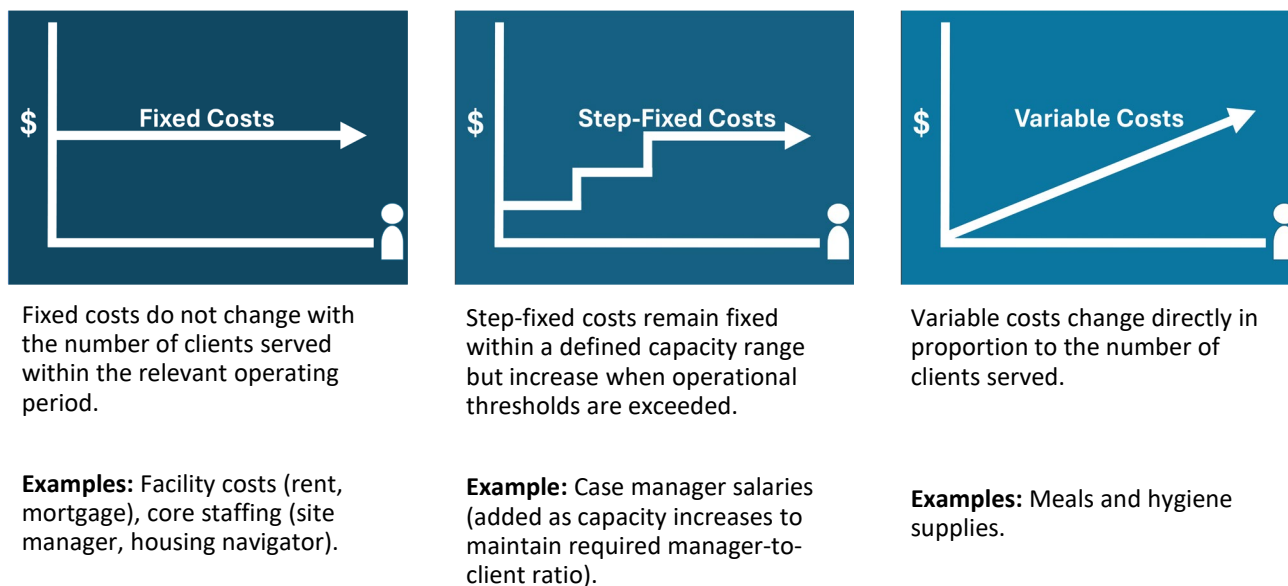 $
Fixed Costs
Fixed costs do not change with
the number of clients served
within the relevant operating
period.
Examples: Facility costs (rent,
mortgage), core staffing (site
manager, housing navigator).
$
Step-Fixed Costs
Step-fixed costs remain fixed
within a defined capacity range
but increase when operational
thresholds are exceeded.
Example: Case manager salaries
(added as capacity increases to
maintain required manager-to-
client ratio).
$
Variable Costs
Variable costs change directly in
proportion to the number of
clients served.
Examples: Meals and hygiene
supplies.